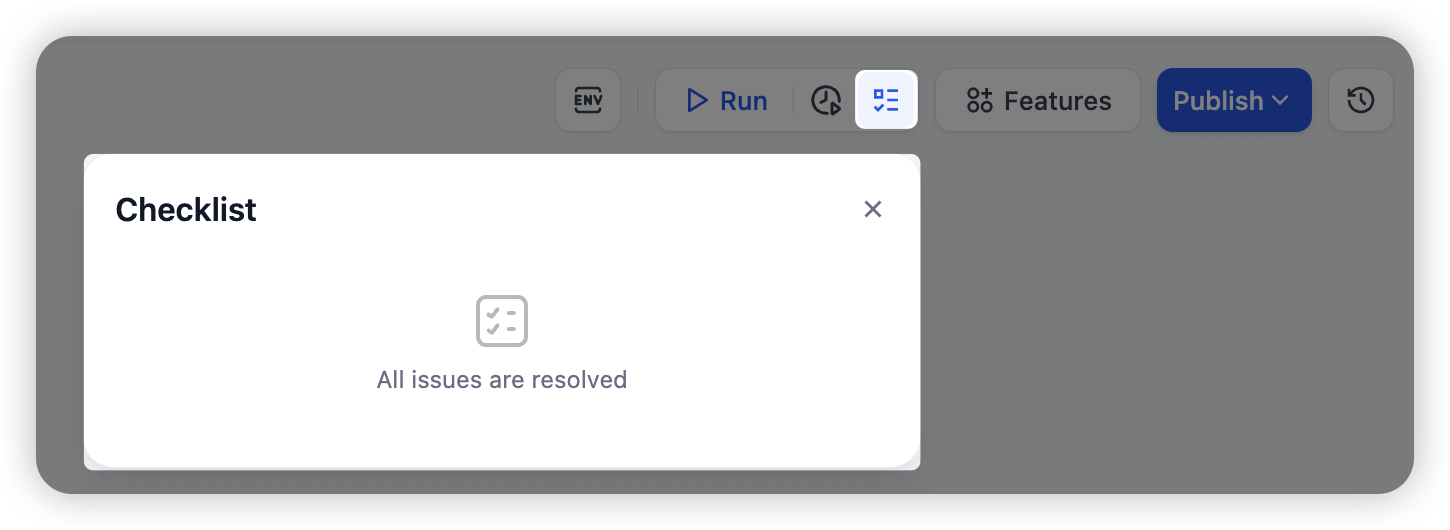 ENV
Run
Features
Publish
Checklist
All issues are resolved